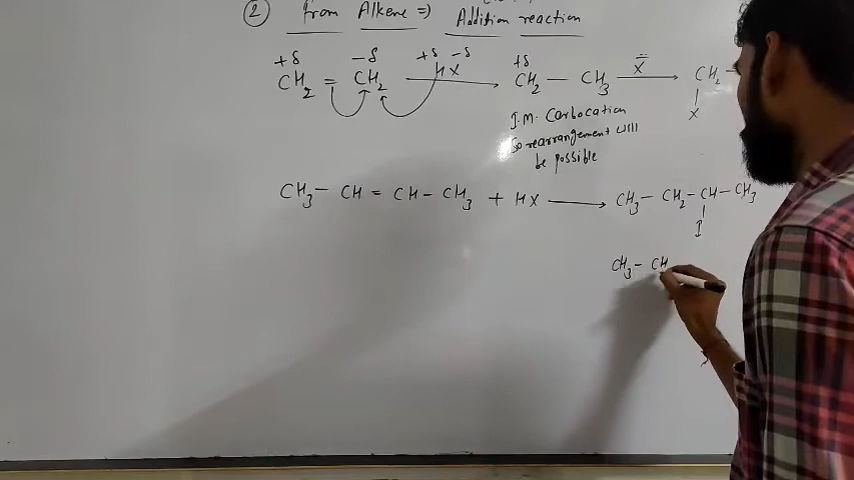 ② from Alkene ⇒ Addition reaction
+δ −δ +δ −δ +δ
CH₂ = CH₂ HX → CH₂ — CH₃ X̄ → CH₂ —
X
I.M. Carbocation
So rearrangement will
be possible
CH₃ — CH = CH — CH₃ + HX → CH₃ — CH₂ — CH — CH₃
I
CH₃ — CH